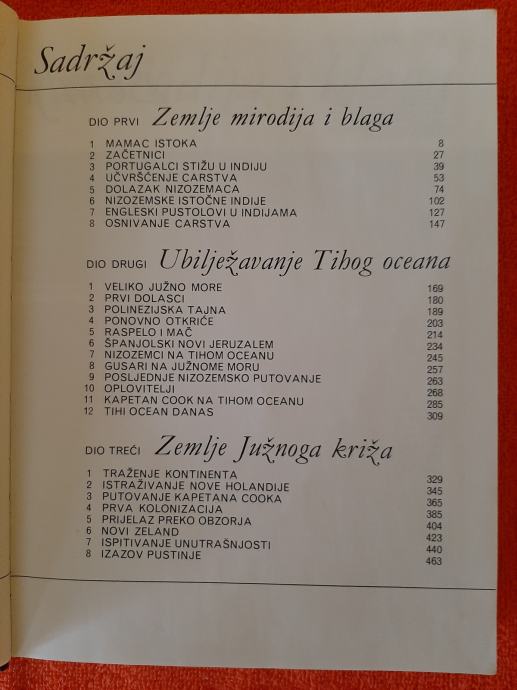 Sadržaj
DIO PRVI Zemlje mirodija i blaga
1 MAMAC ISTOKA 8
2 ZAČETNICI 27
3 PORTUGALCI STIŽU U INDIJU 39
4 UČVRŠĆENJE CARSTVA 53
5 DOLAZAK NIZOZEMACA 74
6 NIZOZEMSKE ISTOČNE INDIJE 102
7 ENGLESKI PUSTOLOVI U INDIJAMA 127
8 OSNIVANJE CARSTVA 147
DIO DRUGI Ubilježavanje Tihog oceana
1 VELIKO JUŽNO MORE 169
2 PRVI DOLASCI 180
3 POLINEZIJSKA TAJNA 189
4 PONOVNO OTKRIĆE 203
5 RASPELO I MAČ 214
6 ŠPANJOLSKI NOVI JERUZALEM 234
7 NIZOZEMCI NA TIHOM OCEANU 245
8 GUSARI NA JUŽNOME MORU 257
9 POSLJEDNJE NIZOZEMSKO PUTOVANJE 263
10 OPLOVITELJI 268
11 KAPETAN COOK NA TIHOM OCEANU 285
12 TIHI OCEAN DANAS 309
DIO TREĆI Zemlje Južnoga križa
1 TRAŽENJE KONTINENTA 329
2 ISTRAŽIVANJE NOVE HOLANDIJE 345
3 PUTOVANJE KAPETANA COOKA 365
4 PRVA KOLONIZACIJA 385
5 PRIJELAZ PREKO OBZORJA 404
6 NOVI ZELAND 423
7 ISPITIVANJE UNUTRAŠNJOSTI 440
8 IZAZOV PUSTINJE 463